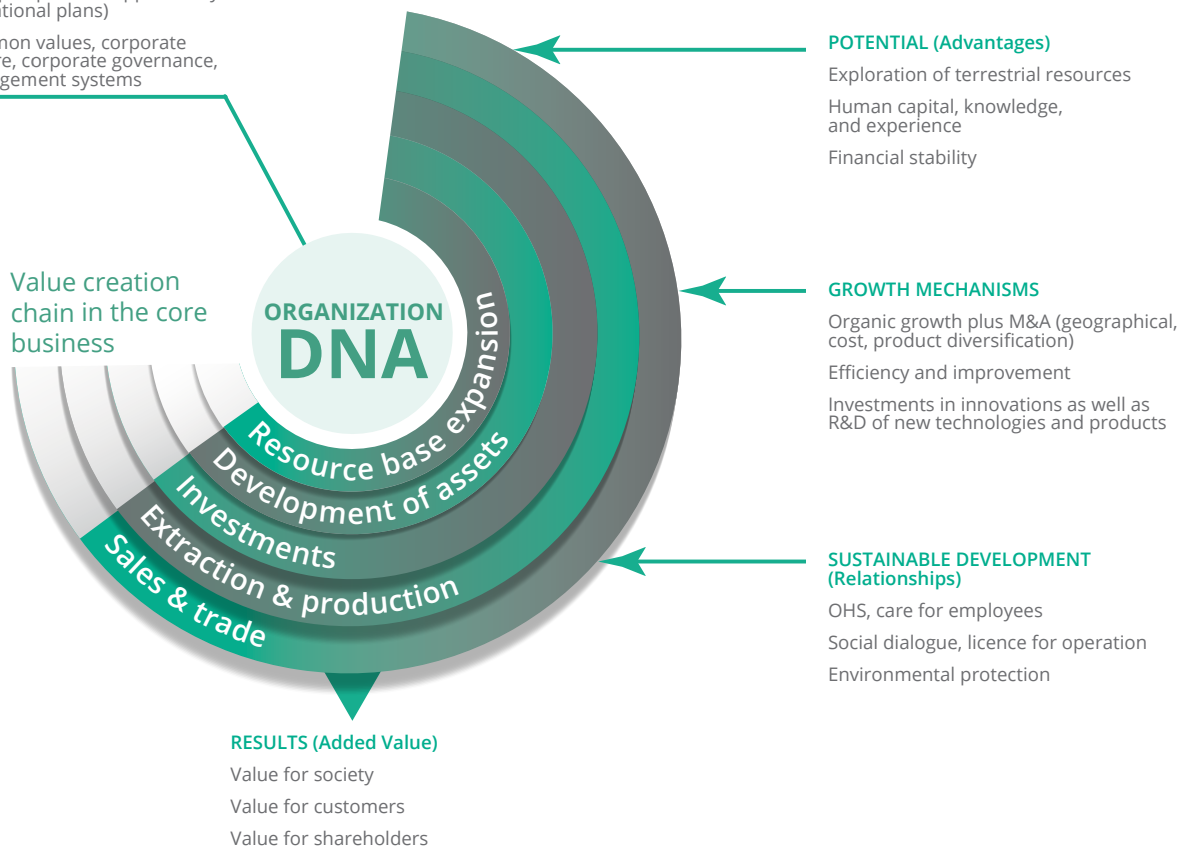 ational plans)
mon values, corporate
re, corporate governance,
gement systems
Value creation
chain in the core
business
ORGANIZATION
DNA
Resource base expansion
Development of assets
Investments
Extraction & production
Sales & trade
POTENTIAL (Advantages)
Exploration of terrestrial resources
Human capital, knowledge,
and experience
Financial stability
GROWTH MECHANISMS
Organic growth plus M&A (geographical,
cost, product diversification)
Efficiency and improvement
Investments in innovations as well as
R&D of new technologies and products
SUSTAINABLE DEVELOPMENT
(Relationships)
OHS, care for employees
Social dialogue, licence for operation
Environmental protection
RESULTS (Added Value)
Value for society
Value for customers
Value for shareholders